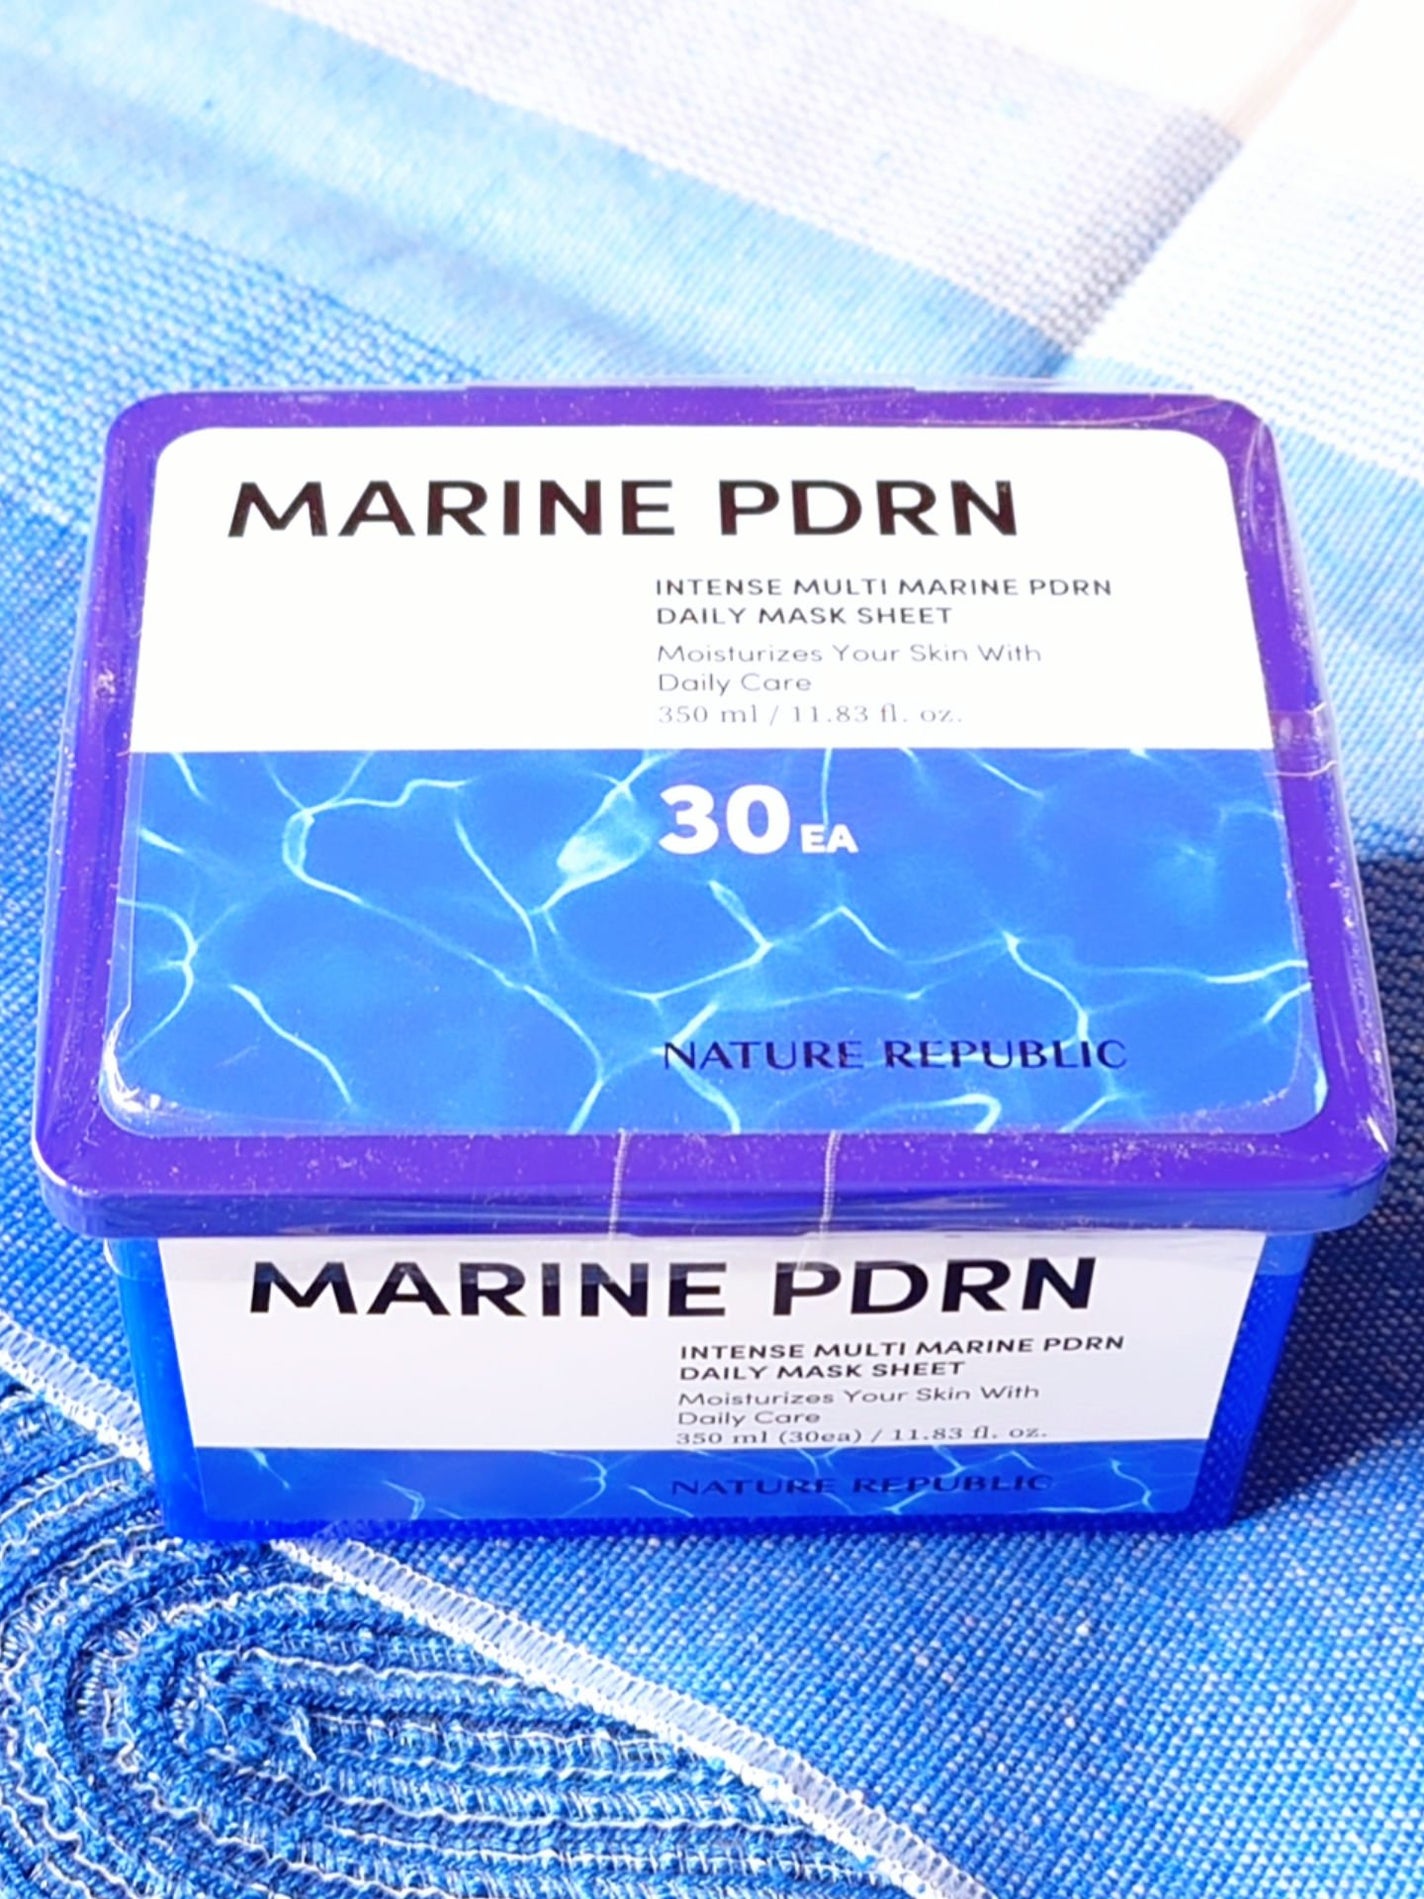 MARINE PDRN
INTENSE MULTI MARINE PDRN
DAILY MASK SHEET
Moisturizes Your Skin With
Daily Care
350 ml / 11.83 fl. oz.
30 EA
NATURE REPUBLIC
MARINE PDRN
INTENSE MULTI MARINE PDRN
DAILY MASK SHEET
Moisturizes Your Skin With
Daily Care
350 ml (30ea) / 11.83 fl. oz.
NATURE REPUBLIC